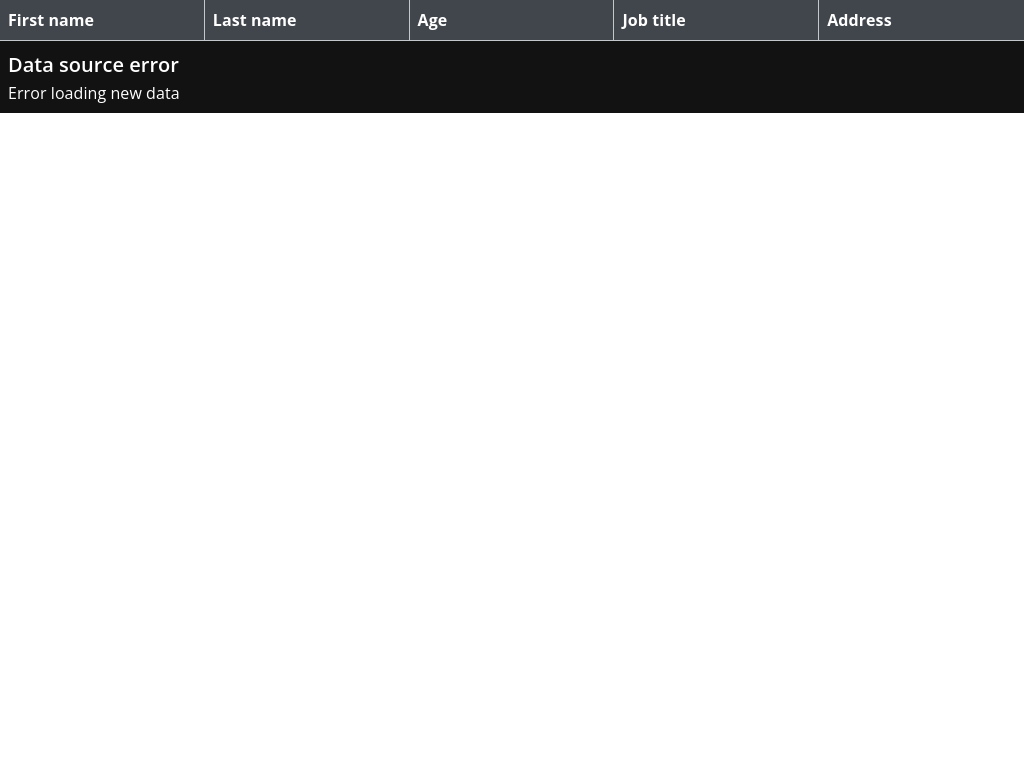 First name Last name Age Job title Address
Data source error
Error loading new data